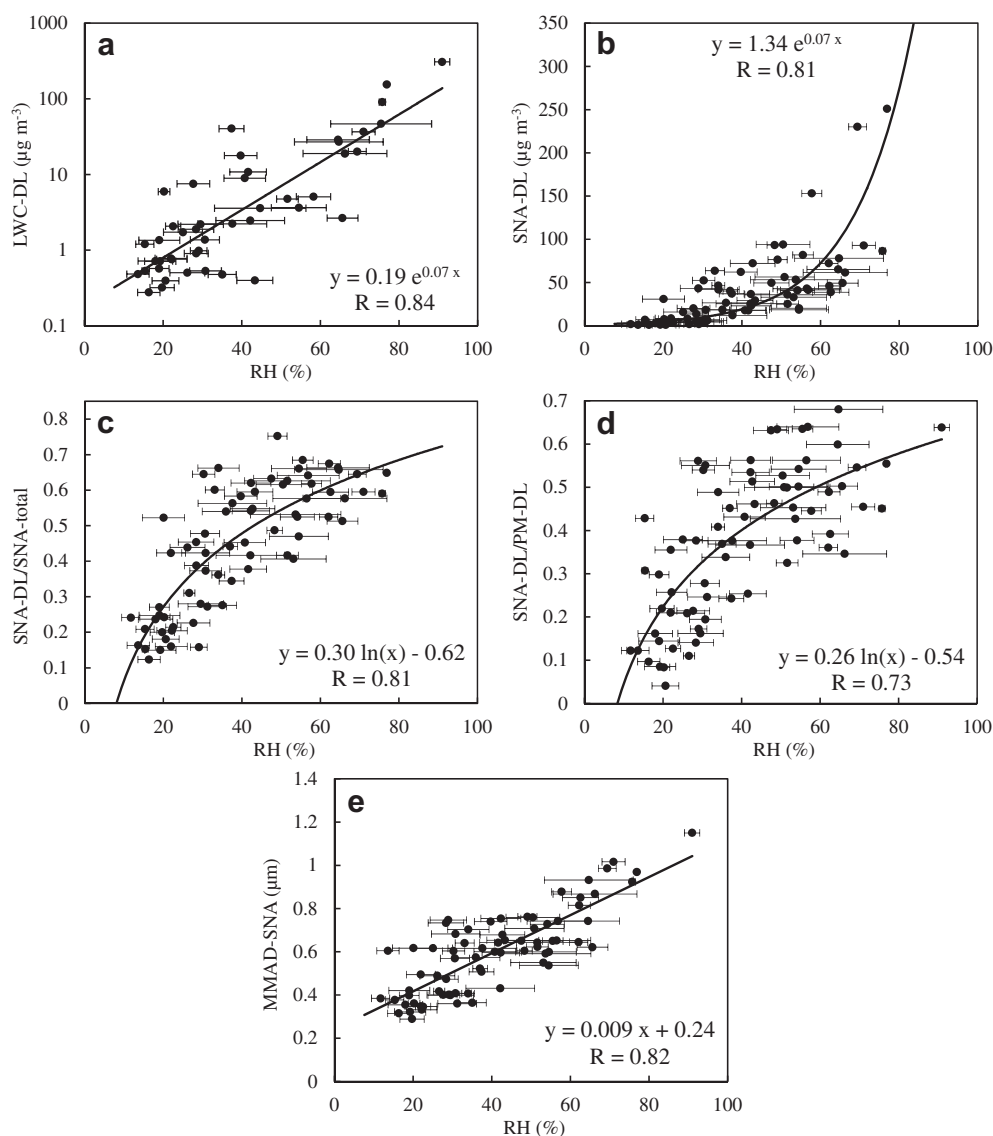 a
1000
100
10
1
0.1
LWC-DL (µg m⁻³)
y = 0.19 e^0.07 x
R = 0.84
0 20 40 60 80 100
RH (%)
b
y = 1.34 e^0.07 x
R = 0.81
350
300
250
200
150
100
50
0
SNA-DL (µg m⁻³)
0 20 40 60 80 100
RH (%)
c
0.8
0.7
0.6
0.5
0.4
0.3
0.2
0.1
0
SNA-DL/SNA-total
y = 0.30 ln(x) - 0.62
R = 0.81
0 20 40 60 80 100
RH (%)
d
0.7
0.6
0.5
0.4
0.3
0.2
0.1
0
SNA-DL/PM-DL
y = 0.26 ln(x) - 0.54
R = 0.73
0 20 40 60 80 100
RH (%)
e
1.4
1.2
1
0.8
0.6
0.4
0.2
0
MMAD-SNA (µm)
y = 0.009 x + 0.24
R = 0.82
0 20 40 60 80 100
RH (%)